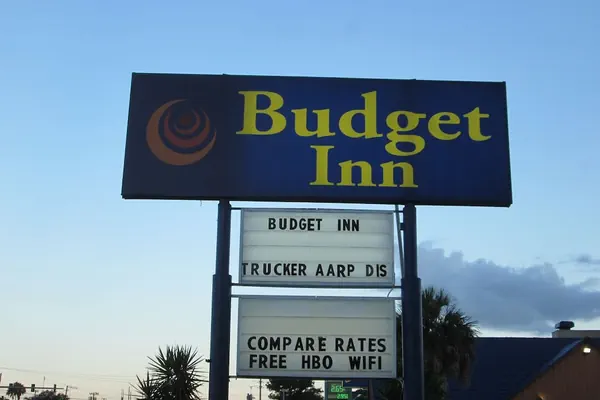 Budget
Inn
BUDGET INN
TRUCKER AARP DIS
COMPARE RATES
FREE HBO WIFI